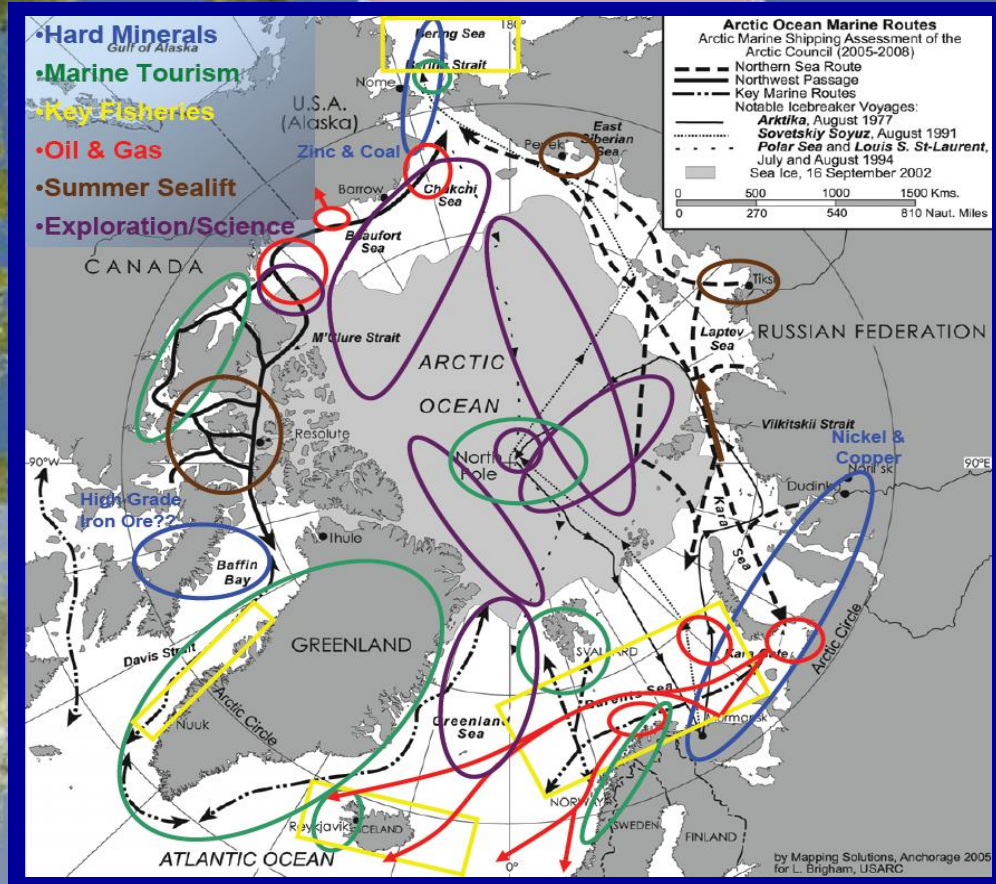 •Hard Minerals
Gulf of Alaska
•Marine Tourism
•Key Fisheries
•Oil & Gas
•Summer Sealift
•Exploration/Science
180°
Bering Sea
Bering Strait
Nome
U.S.A.
(Alaska)
Zinc & Coal
Barrow
Chukchi
Sea
Beaufort
Sea
CANADA
East
Siberian
Sea
Pevek
Arctic Ocean Marine Routes
Arctic Marine Shipping Assessment of the
Arctic Council (2005-2008)
Northern Sea Route
Northwest Passage
Key Marine Routes
Notable Icebreaker Voyages:
Arktika, August 1977
Sovetskiy Soyuz, August 1991
Polar Sea and Louis S. St-Laurent,
July and August 1994
Sea Ice, 16 September 2002
0 500 1000 1500 Kms.
0 270 540 810 Naut. Miles
Tiksi
Laptev
Sea
RUSSIAN FEDERATION
M'Clure Strait
ARCTIC
OCEAN
Resolute
North
Pole
Vilkitskii Strait
Nickel &
Copper
Noril'sk
Dudinka
90°W
90°E
High Grade
Iron Ore??
Thule
Baffin
Bay
Kara
Sea
GREENLAND
SVALBARD
Kara Gate
Arctic Circle
Davis Strait
Barents Sea
Nuuk
Arctic Circle
Greenland
Sea
Murmansk
NORWAY
Reykjavik
ICELAND
SWEDEN
FINLAND
ATLANTIC OCEAN
0°
by Mapping Solutions, Anchorage 2005
for L. Brigham, USARC